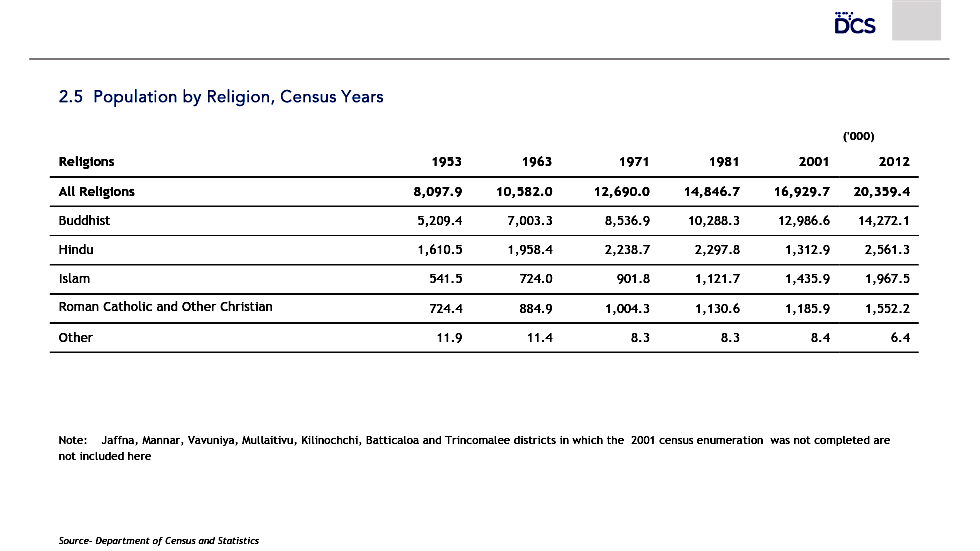 DCS
2.5 Population by Religion, Census Years
('000)
Religions 1953 1963 1971 1981 2001 2012
All Religions 8,097.9 10,582.0 12,690.0 14,846.7 16,929.7 20,359.4
Buddhist 5,209.4 7,003.3 8,536.9 10,288.3 12,986.6 14,272.1
Hindu 1,610.5 1,958.4 2,238.7 2,297.8 1,312.9 2,561.3
Islam 541.5 724.0 901.8 1,121.7 1,435.9 1,967.5
Roman Catholic and Other Christian 724.4 884.9 1,004.3 1,130.6 1,185.9 1,552.2
Other 11.9 11.4 8.3 8.3 8.4 6.4
Note: Jaffna, Mannar, Vavuniya, Mullaitivu, Kilinochchi, Batticaloa and Trincomalee districts in which the 2001 census enumeration was not completed are
not included here
Source- Department of Census and Statistics